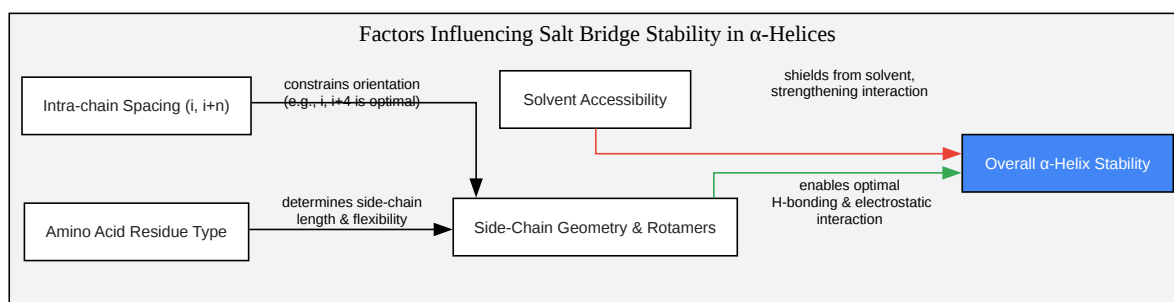 Factors Influencing Salt Bridge Stability in α-Helices
Intra-chain Spacing (i, i+n)
constrains orientation
(e.g., i, i+4 is optimal)
Solvent Accessibility
shields from solvent,
strengthening interaction
Overall α-Helix Stability
Amino Acid Residue Type
determines side-chain
length & flexibility
Side-Chain Geometry & Rotamers
enables optimal
H-bonding & electrostatic
interaction